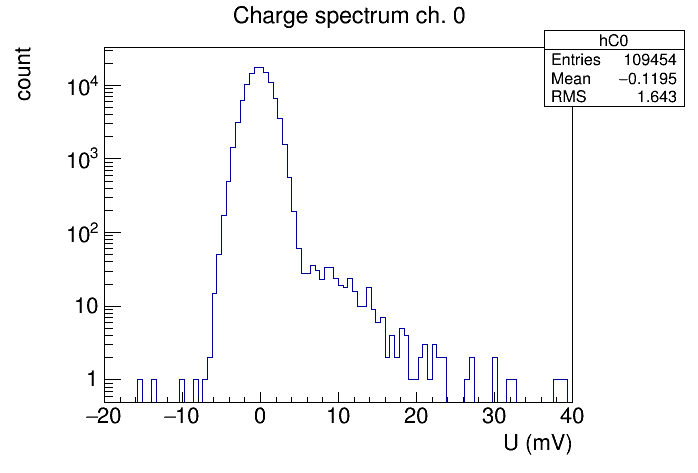 Charge spectrum ch. 0
hC0
Entries 109454
Mean −0.1195
RMS 1.643
count
10⁴
10³
10²
10
1
−20 −10 0 10 20 30 40
U (mV)